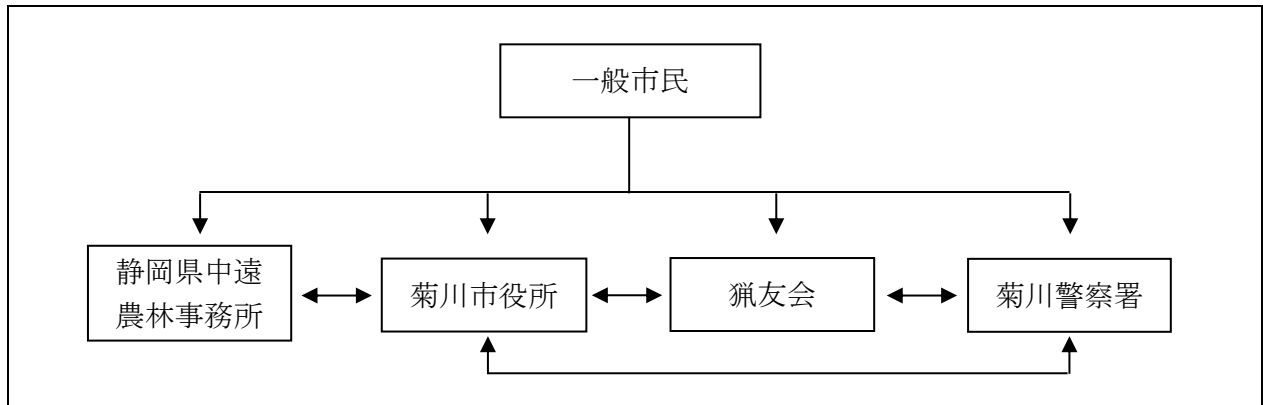 一般市民
静岡県中遠
農林事務所
菊川市役所
猟友会
菊川警察署